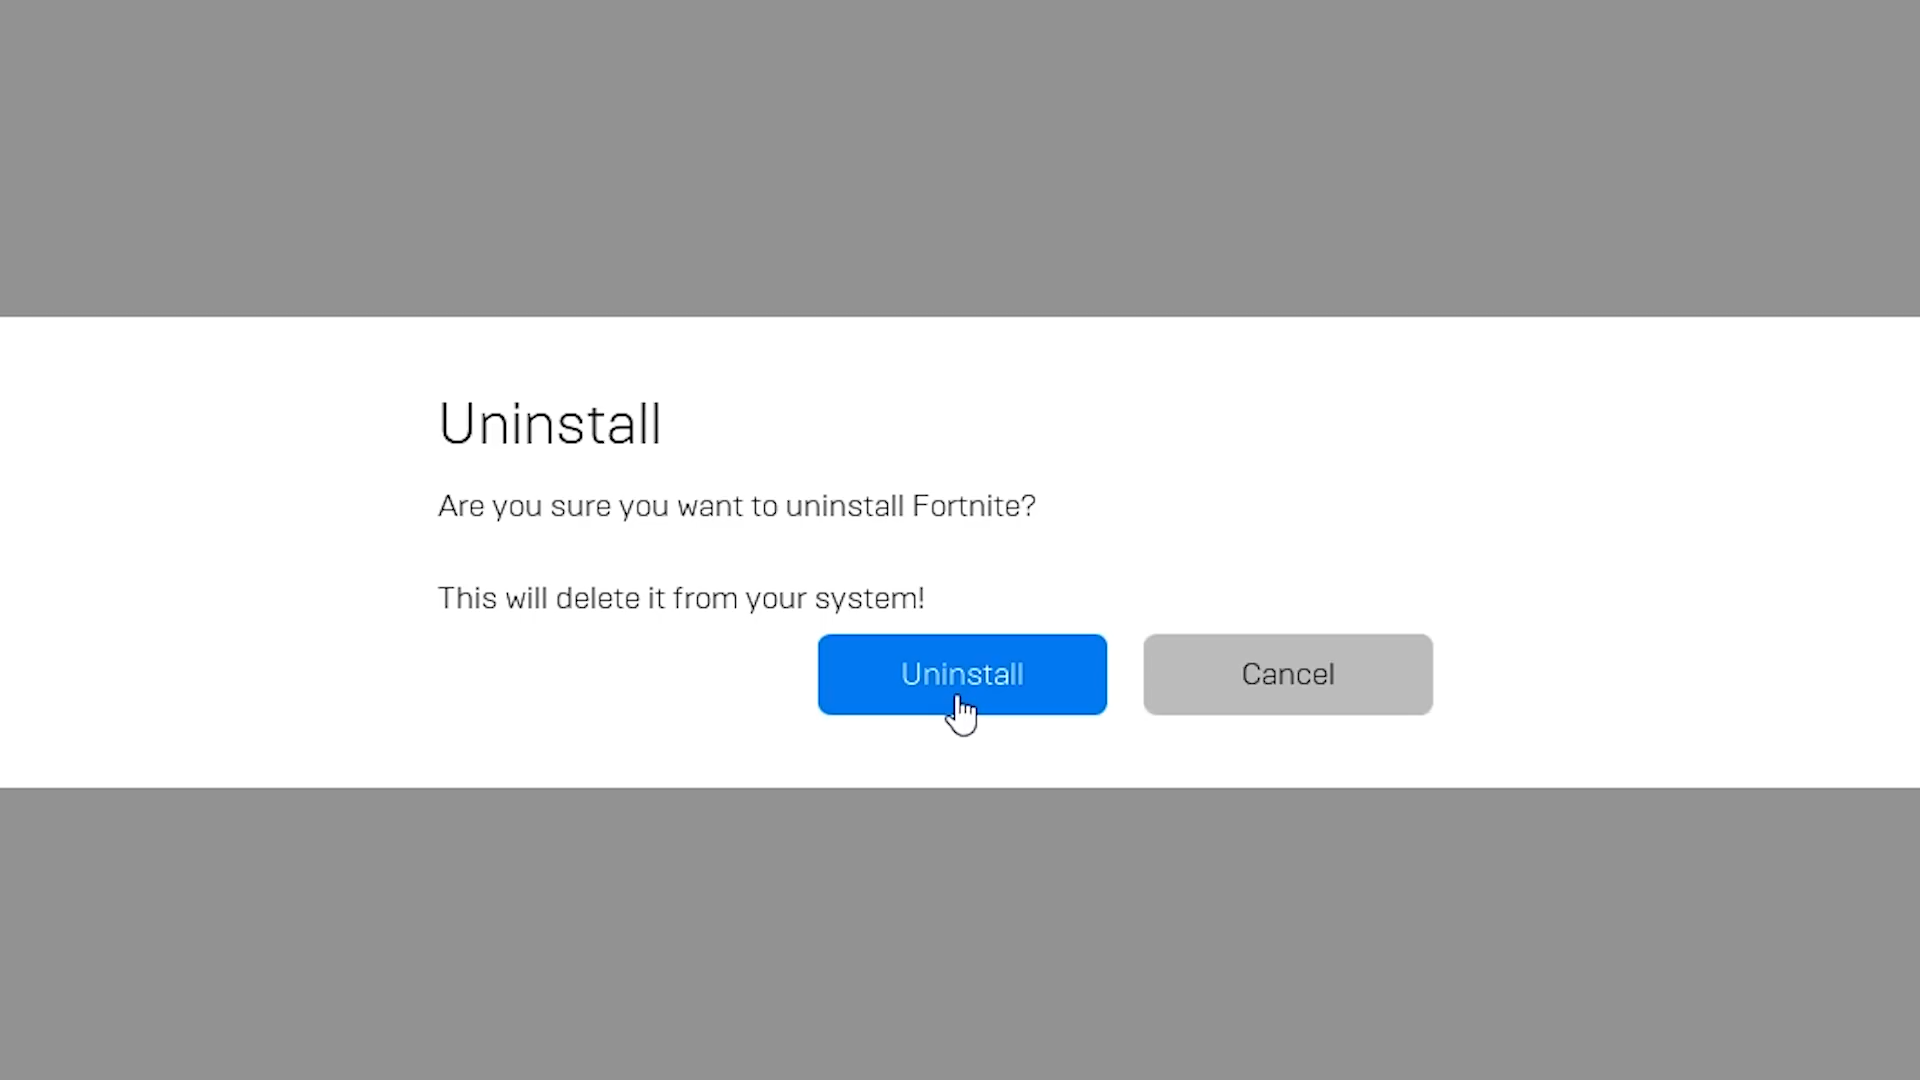 Uninstall
Are you sure you want to uninstall Fortnite?
This will delete it from your system!
Uninstall
Cancel